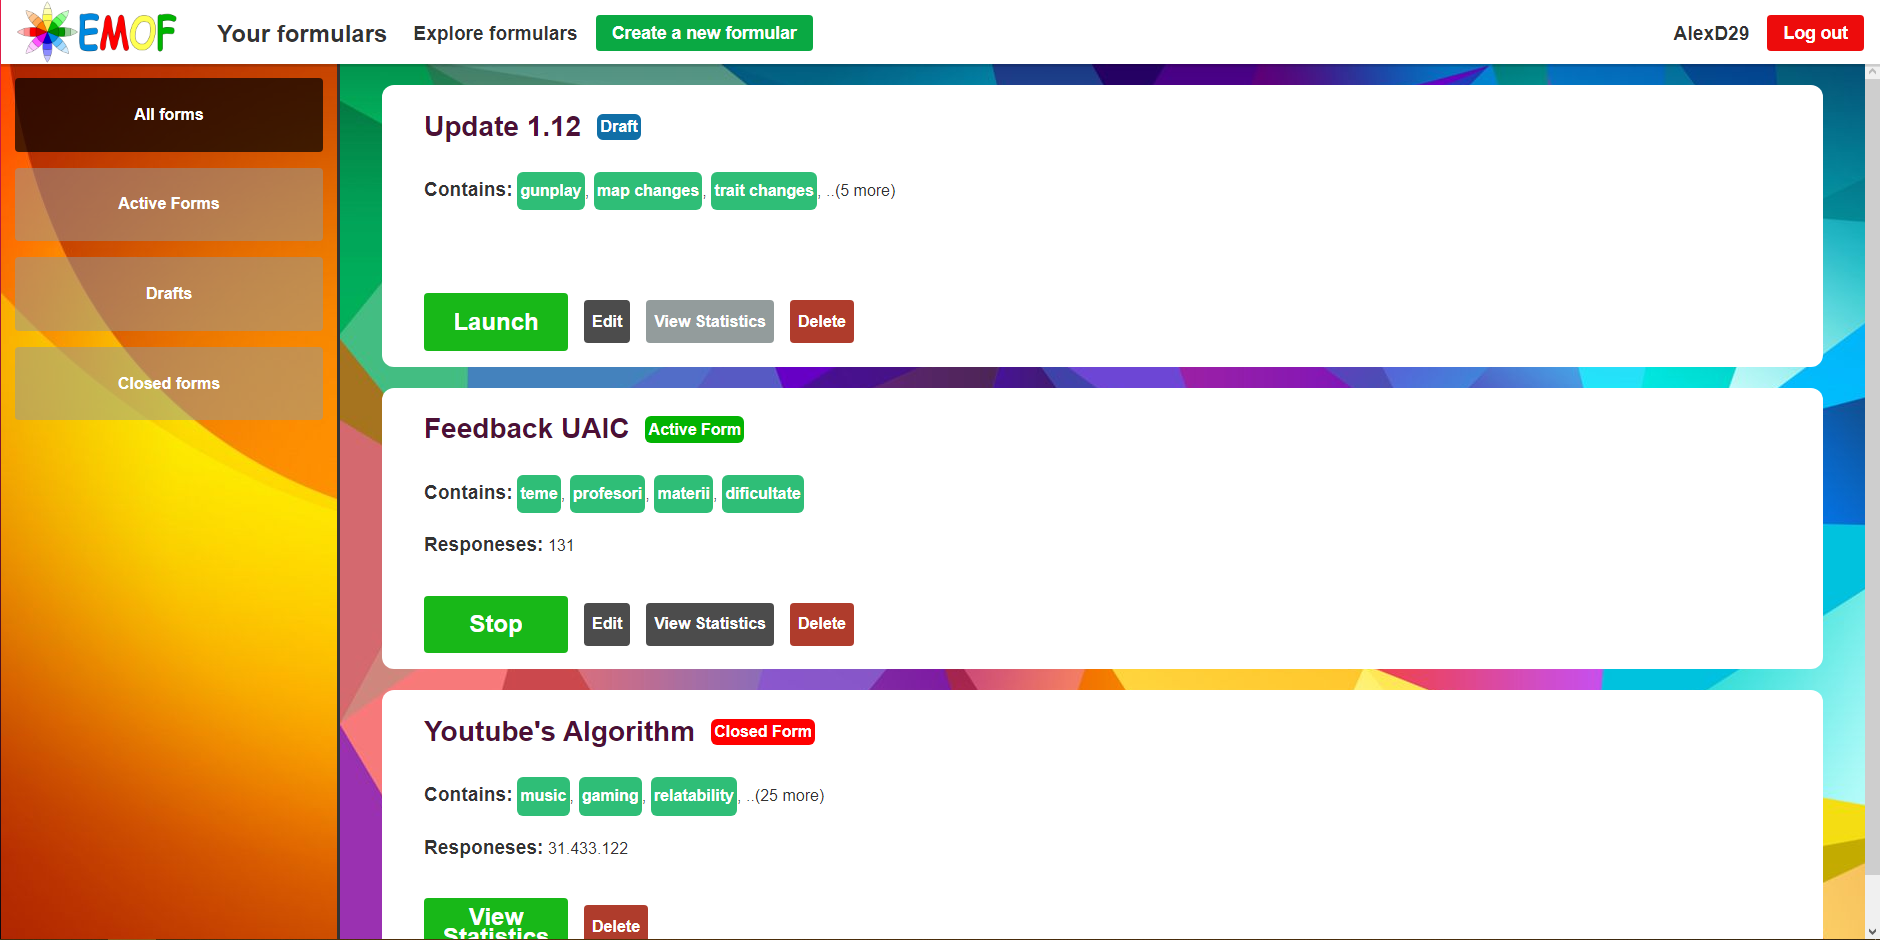 EMOF Your formulars Explore formulars Create a new formular AlexD29 Log out
All forms
Active Forms
Drafts
Closed forms
Update 1.12 Draft
Contains: gunplay, map changes, trait changes, ..(5 more)
Launch Edit View Statistics Delete
Feedback UAIC Active Form
Contains: teme, profesori, materii, dificultate
Responeses: 131
Stop Edit View Statistics Delete
Youtube's Algorithm Closed Form
Contains: music, gaming, relatability, ..(25 more)
Responeses: 31.433.122
View
Statistics Delete